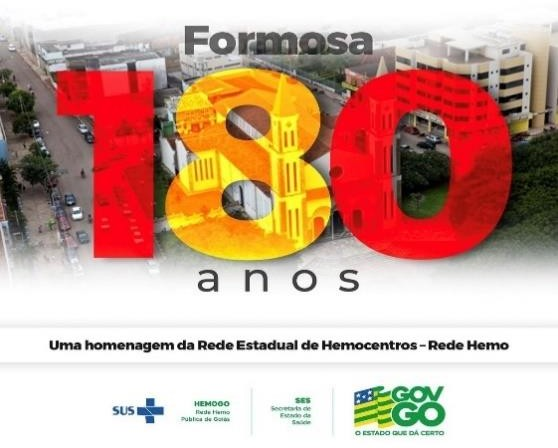 Formosa
180
anos
Uma homenagem da Rede Estadual de Hemocentros – Rede Hemo
SUS
HEMOGO
Rede Hemo
Pública de Goiás
SES
Secretaria de
Estado da
Saúde
GOV
GO
O ESTADO QUE DÁ CERTO